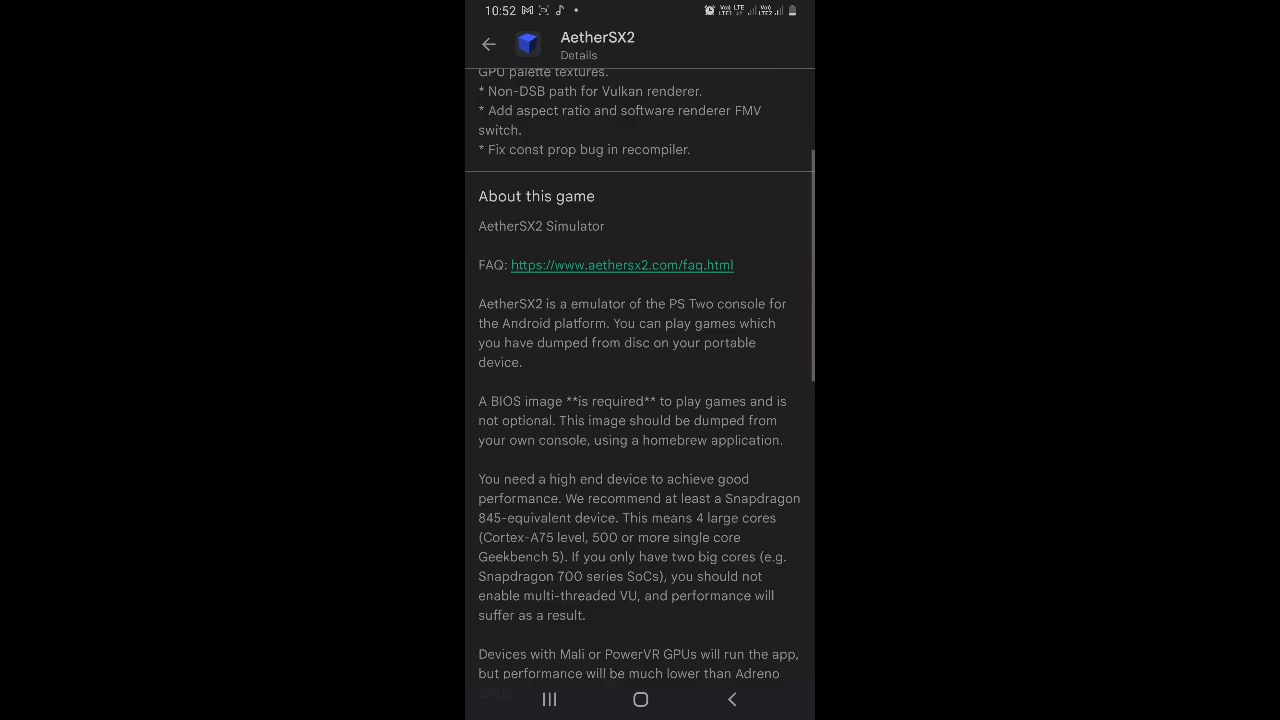 10:52
AetherSX2
Details
GPU palette textures.
* Non-DSB path for Vulkan renderer.
* Add aspect ratio and software renderer FMV
switch.
* Fix const prop bug in recompiler.
About this game
AetherSX2 Simulator
FAQ: https://www.aethersx2.com/faq.html
AetherSX2 is a emulator of the PS Two console for
the Android platform. You can play games which
you have dumped from disc on your portable
device.
A BIOS image **is required** to play games and is
not optional. This image should be dumped from
your own console, using a homebrew application.
You need a high end device to achieve good
performance. We recommend at least a Snapdragon
845-equivalent device. This means 4 large cores
(Cortex-A75 level, 500 or more single core
Geekbench 5). If you only have two big cores (e.g.
Snapdragon 700 series SoCs), you should not
enable multi-threaded VU, and performance will
suffer as a result.
Devices with Mali or PowerVR GPUs will run the app,
but performance will be much lower than Adreno
GPUs